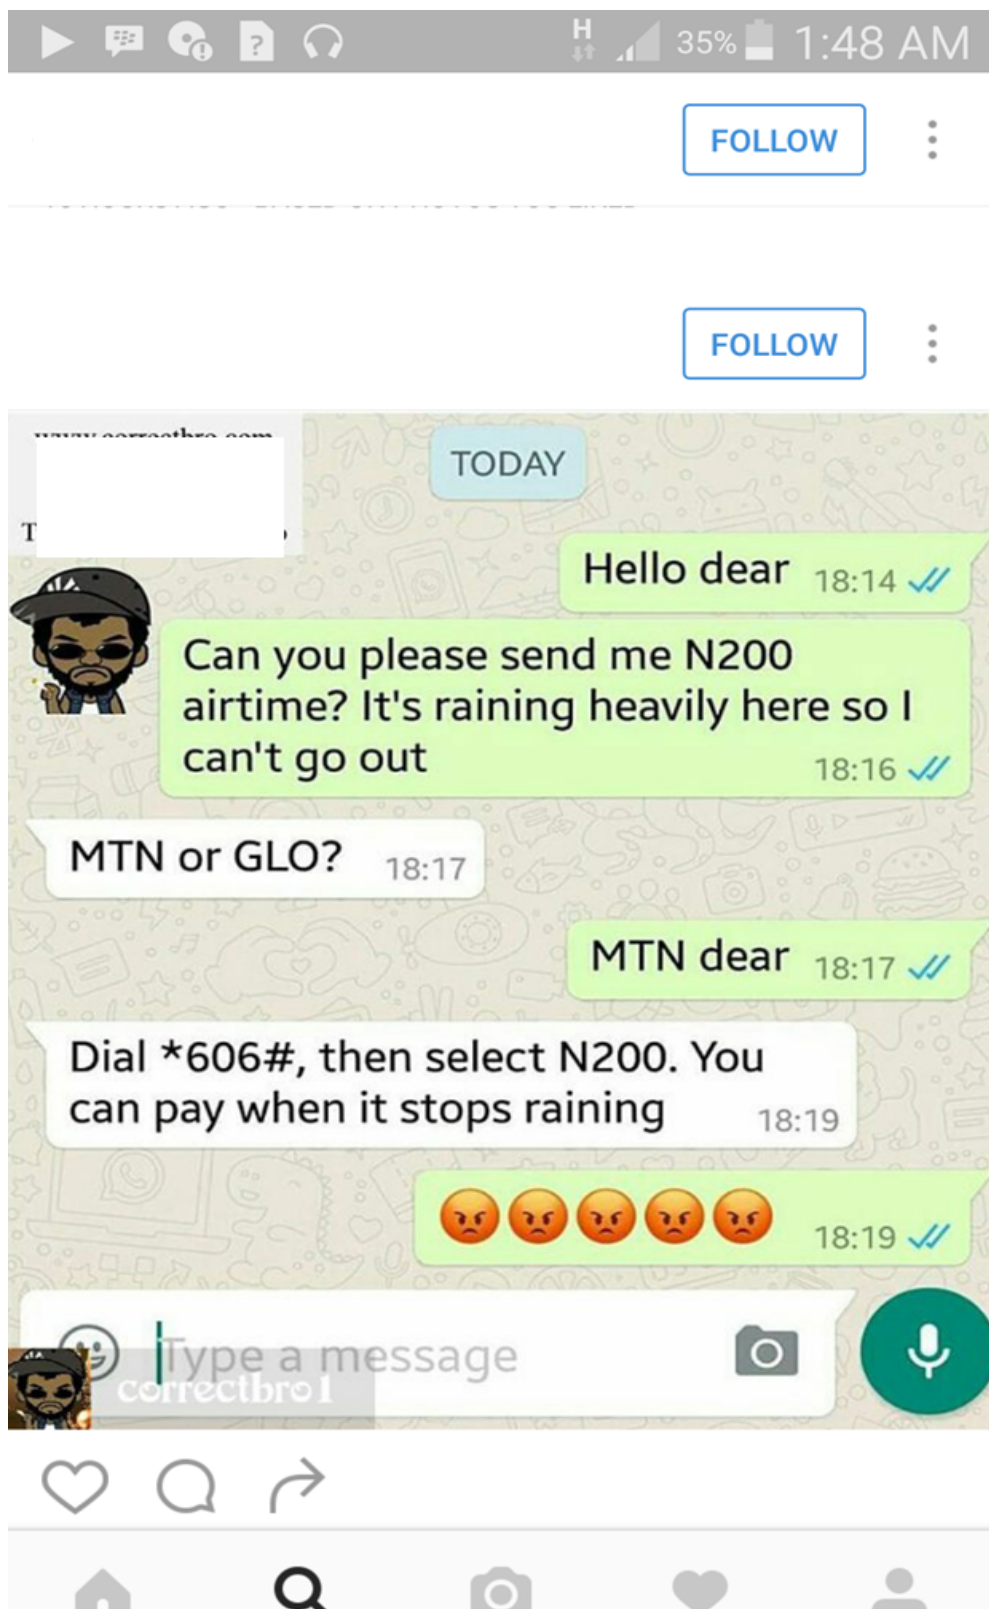 35% 1:48 AM
H
FOLLOW
FOLLOW
TODAY
Hello dear 18:14
Can you please send me N200
airtime? It's raining heavily here so I
can't go out
18:16
MTN or GLO? 18:17
MTN dear 18:17
Dial *606#, then select N200. You
can pay when it stops raining
18:19
18:19
Type a message
correctbro1